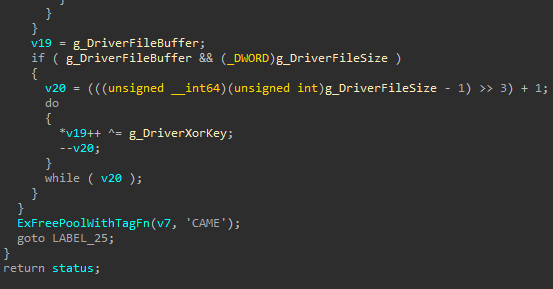 }
}
}
v19 = g_DriverFileBuffer;
if ( g_DriverFileBuffer && (_DWORD)g_DriverFileSize )
{
v20 = (((unsigned __int64)(unsigned int)g_DriverFileSize - 1) >> 3) + 1;
do
{
*v19++ ^= g_DriverXorKey;
--v20;
}
while ( v20 );
}
}
ExFreePoolWithTagFn(v7, 'CAME');
goto LABEL_25;
}
return status;